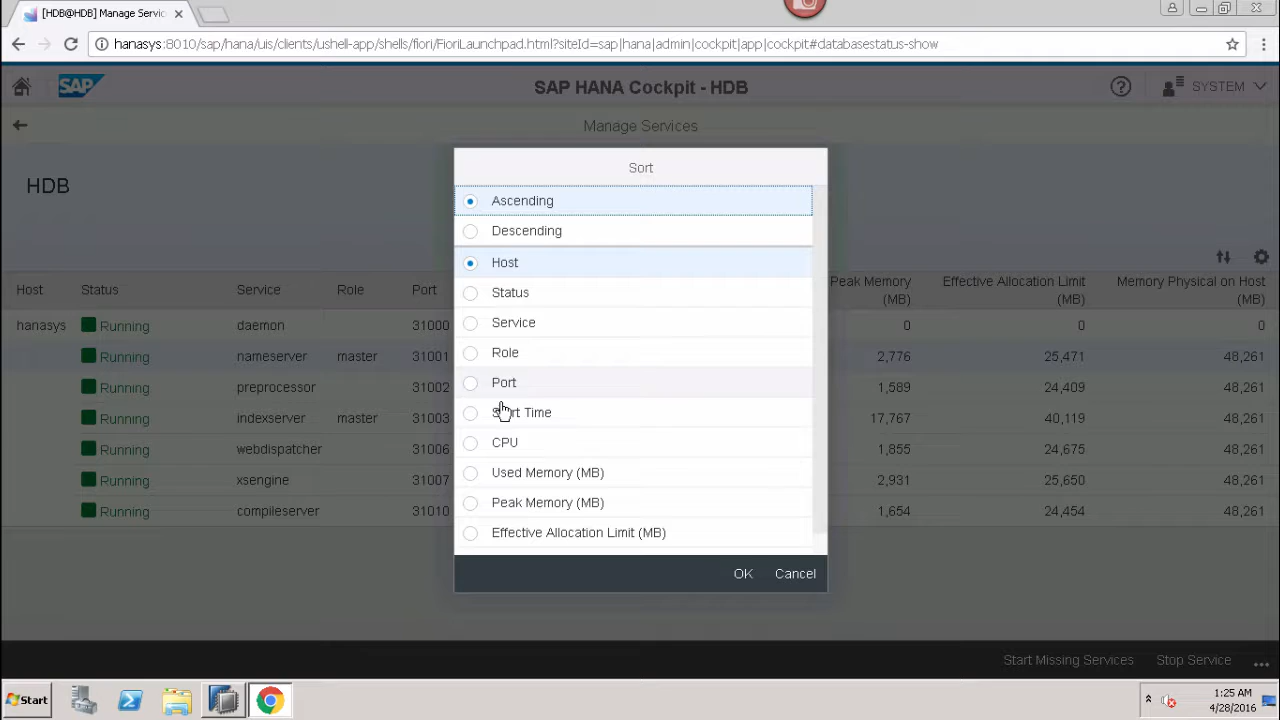 [HDB@HDB] Manage Servic
hanasys:8010/sap/hana/uis/clients/ushell-app/shells/fiori/FioriLaunchpad.html?siteId=sap|hana|admin|cockpit|app|cockpit#databasestatus-show
SAP SAP HANA Cockpit - HDB SYSTEM
Manage Services
HDB
Sort
Ascending
Descending
Host
Status
Service
Role
Port
Start Time
CPU
Used Memory (MB)
Peak Memory (MB)
Effective Allocation Limit (MB)
OK Cancel
Host Status Service Role Port Peak Memory (MB) Effective Allocation Limit (MB) Memory Physical on Host (MB)
hanasys Running daemon 31000 0 0 0
Running nameserver master 31001 2,776 25,471 48,261
Running preprocessor 31002 1,589 24,409 48,261
Running indexserver master 31003 17,767 40,119 48,261
Running webdispatcher 31006 1,855 24,675 48,261
Running xsengine 31007 2,931 25,650 48,261
Running compileserver 31010 1,654 24,454 48,261
Start Missing Services Stop Service ...
Start 1:25 AM
4/28/2016